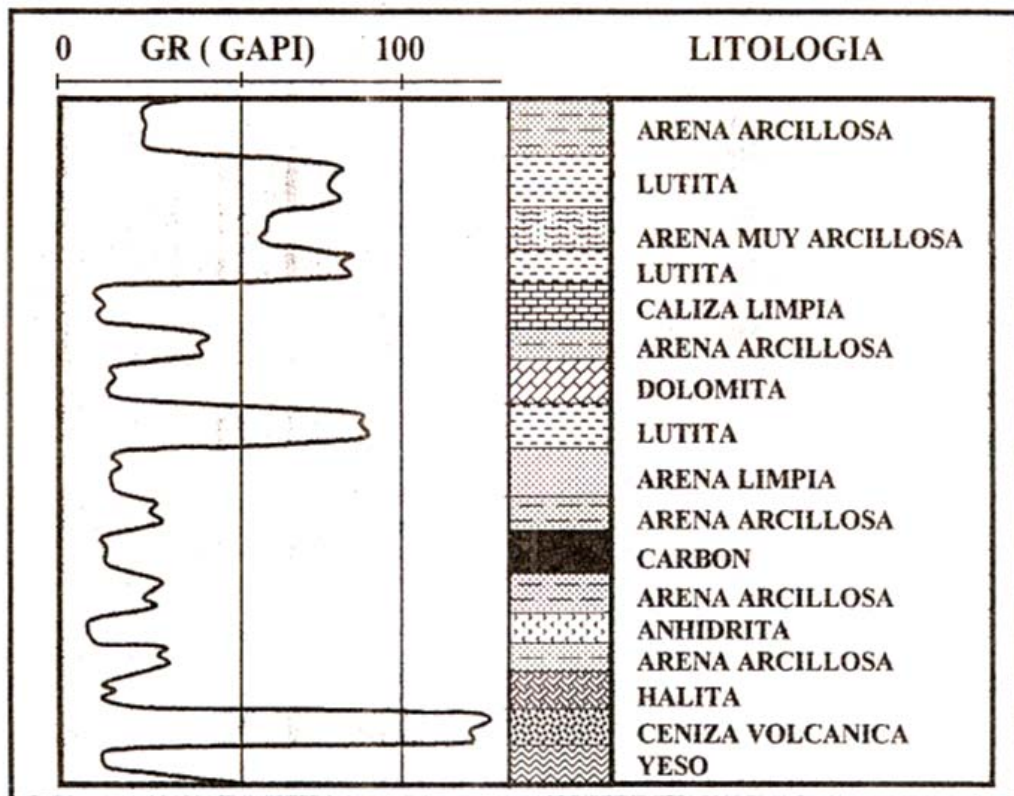 0 GR ( GAPI) 100 LITOLOGIA
ARENA ARCILLOSA
LUTITA
ARENA MUY ARCILLOSA
LUTITA
CALIZA LIMPIA
ARENA ARCILLOSA
DOLOMITA
LUTITA
ARENA LIMPIA
ARENA ARCILLOSA
CARBON
ARENA ARCILLOSA
ANHIDRITA
ARENA ARCILLOSA
HALITA
CENIZA VOLCANICA
YESO